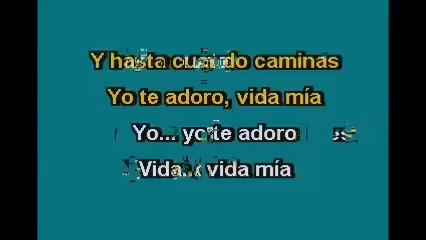 Y hasta cuando caminas
Yo te adoro, vida mía
Yo... yo te adoro
Vida... vida mía